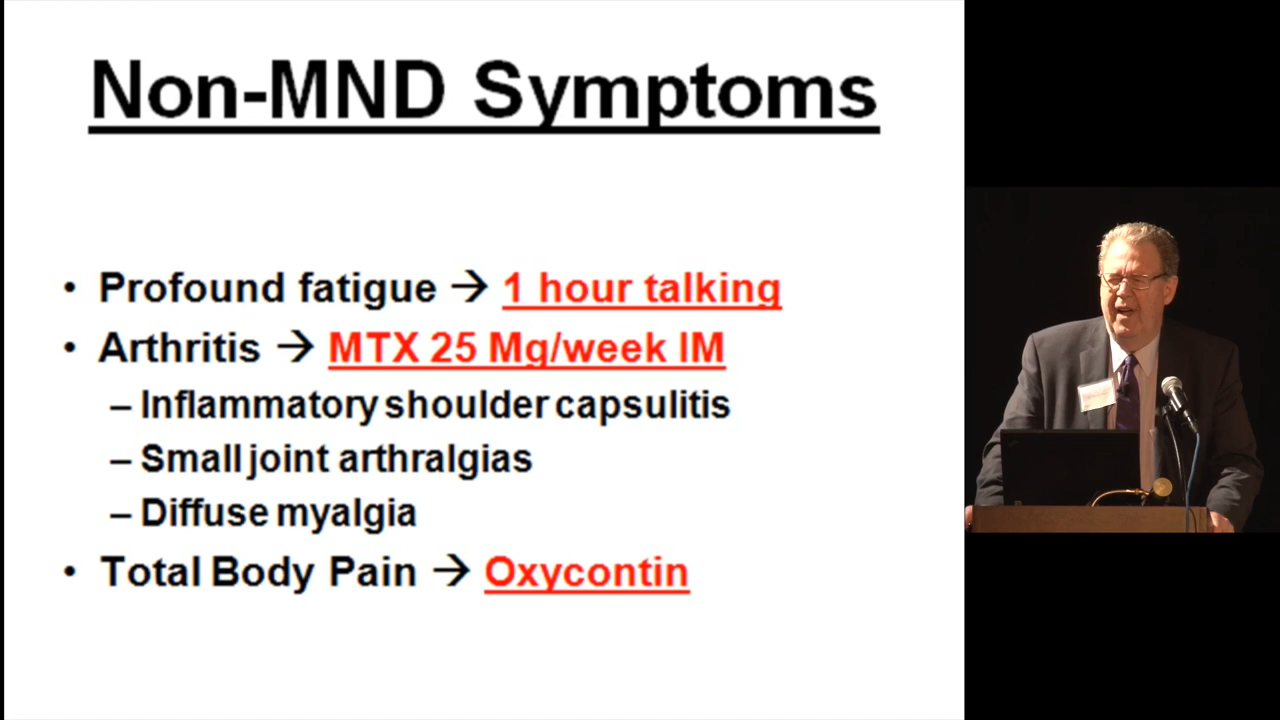 Non-MND Symptoms
• Profound fatigue → 1 hour talking
• Arthritis → MTX 25 Mg/week IM
– Inflammatory shoulder capsulitis
– Small joint arthralgias
– Diffuse myalgia
• Total Body Pain → Oxycontin